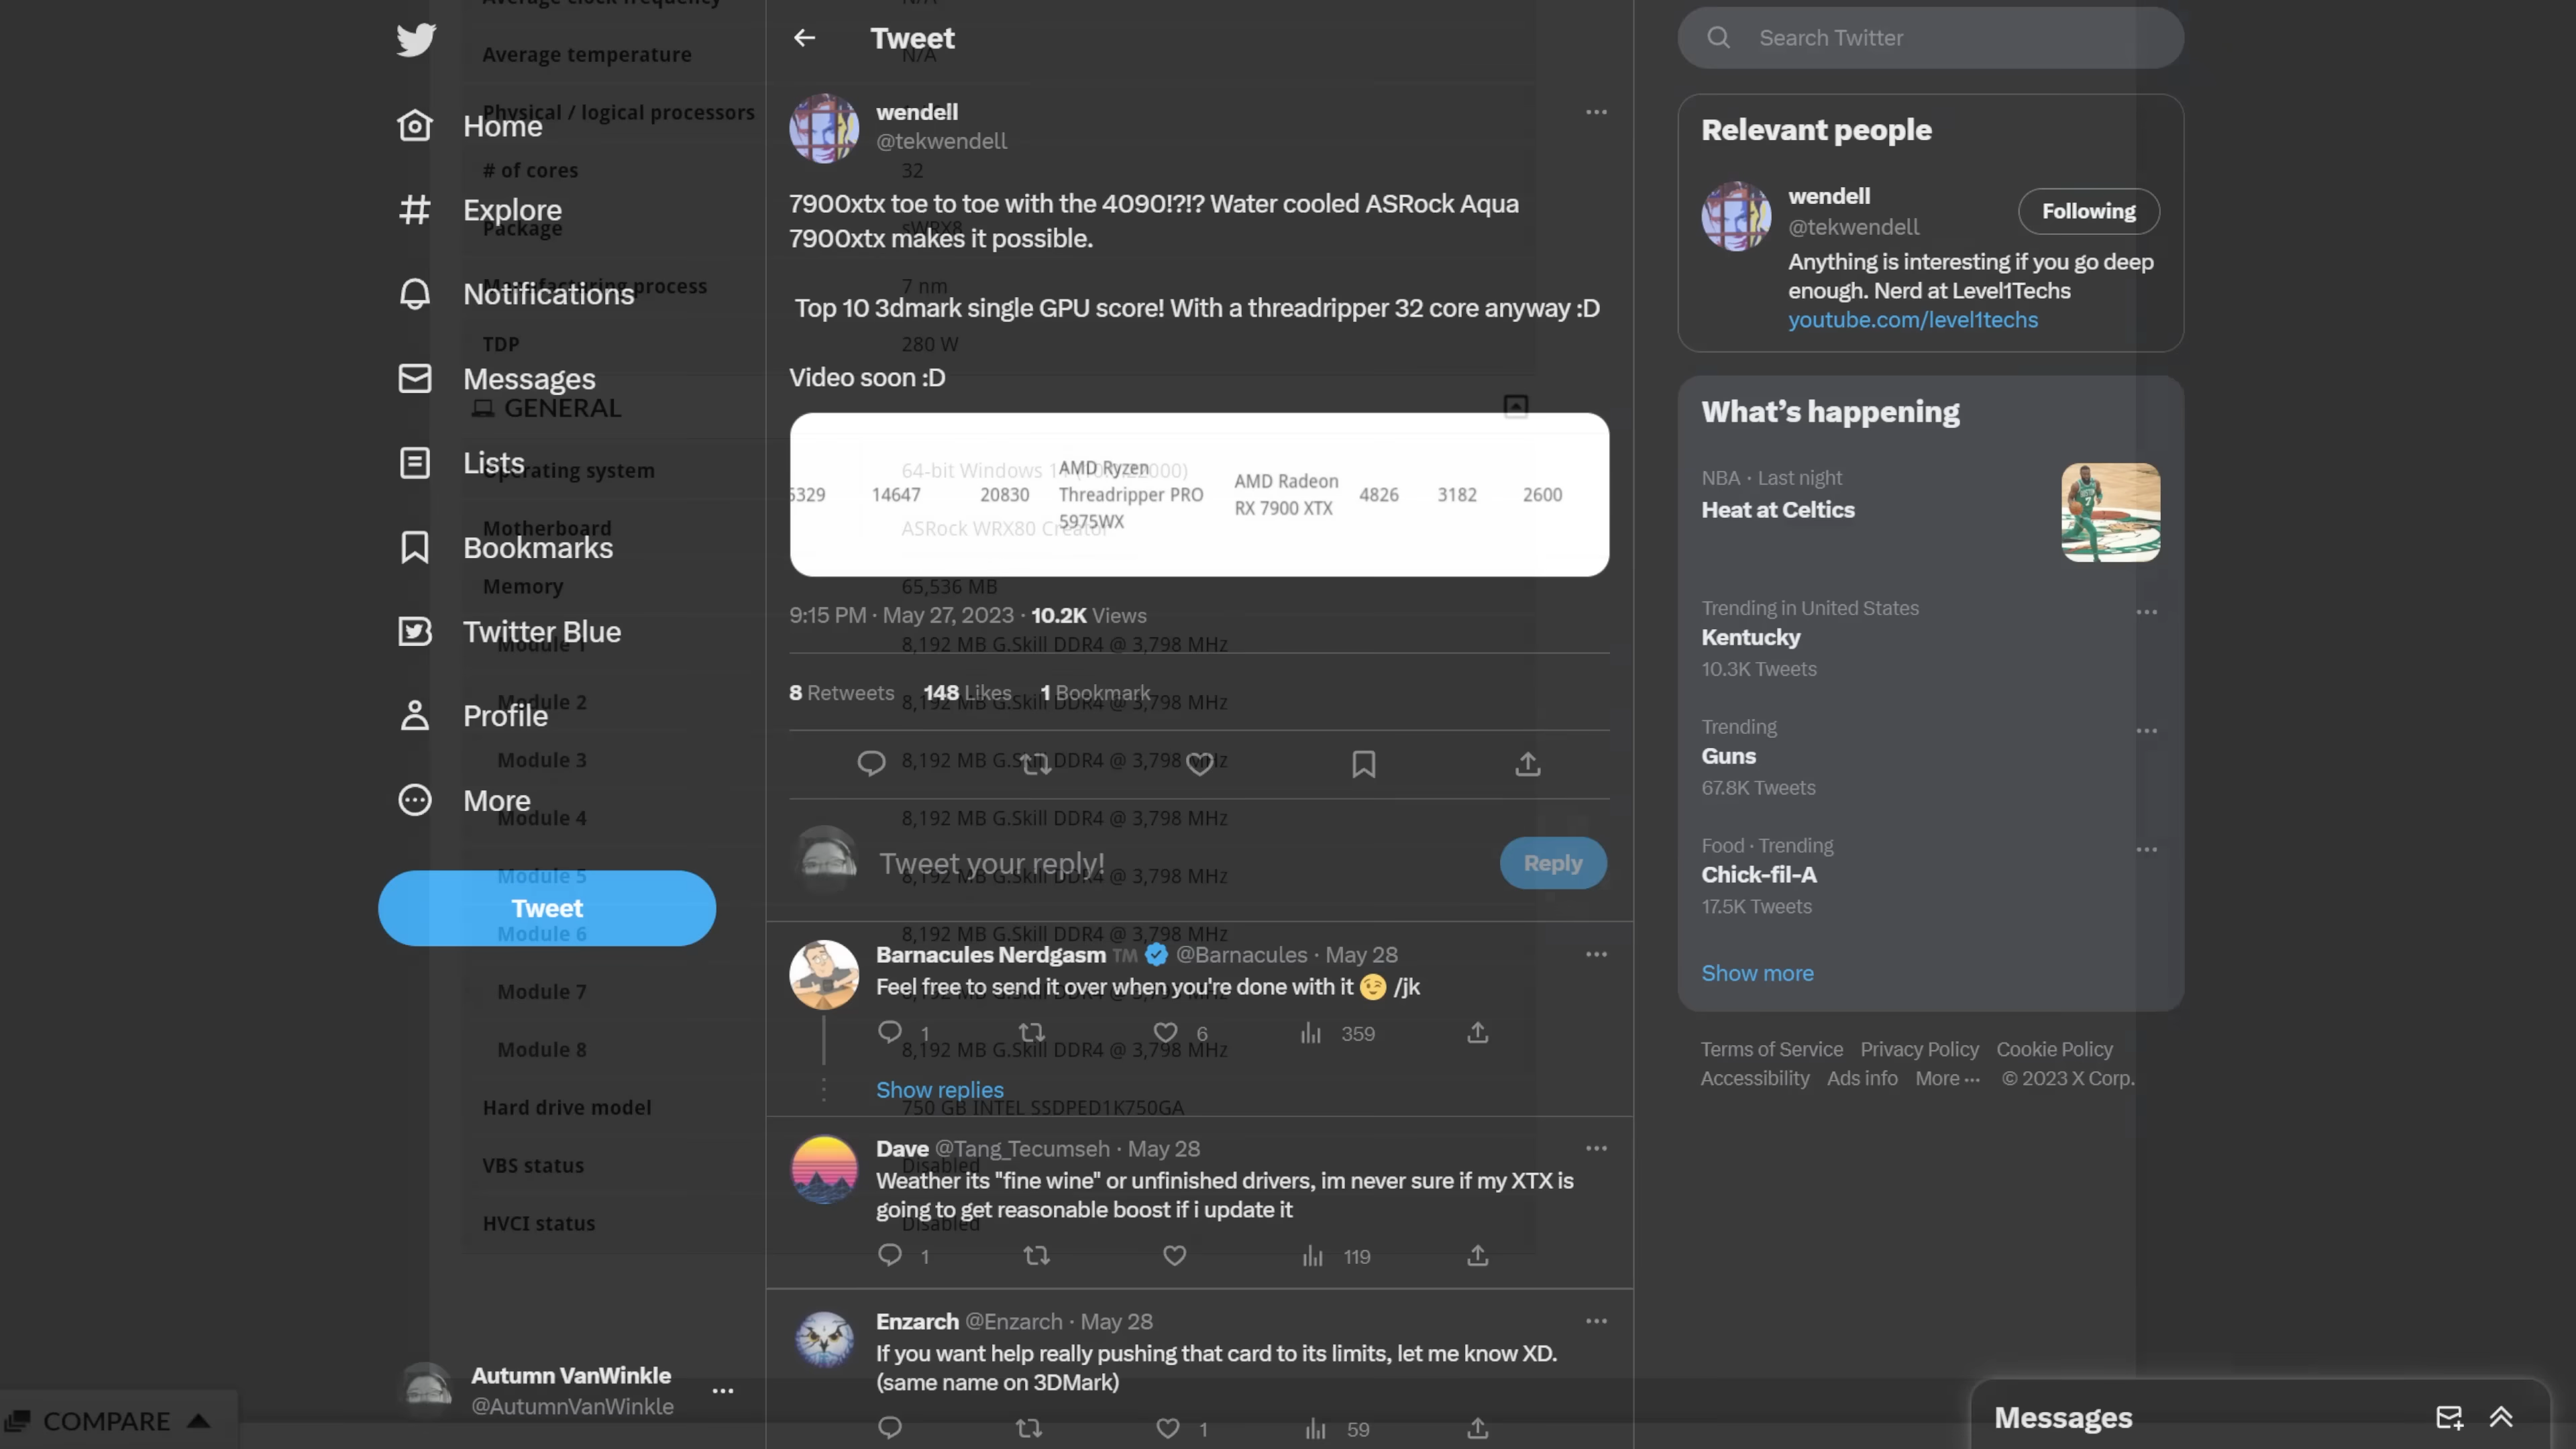 Home
Explore
Notifications
Messages
Lists
Bookmarks
Twitter Blue
Profile
More
Tweet
Autumn VanWinkle
@AutumnVanWinkle
COMPARE
Average temperature
N/A
Physical / logical processors
# of cores
32
Package
sWRX8
Manufacturing process
7 nm
TDP
280 W
GENERAL
Operating system
64-bit Windows
Motherboard
ASRock WRX80 Creator
Memory
65,536 MB
Module 1
8,192 MB G.Skill DDR4 @ 3,798 MHz
Module 2
8,192 MB G.Skill DDR4 @ 3,798 MHz
Module 3
8,192 MB G.Skill DDR4 @ 3,798 MHz
Module 4
8,192 MB G.Skill DDR4 @ 3,798 MHz
Module 5
8,192 MB G.Skill DDR4 @ 3,798 MHz
Module 6
8,192 MB G.Skill DDR4 @ 3,798 MHz
Module 7
8,192 MB G.Skill DDR4 @ 3,798 MHz
Module 8
8,192 MB G.Skill DDR4 @ 3,798 MHz
Hard drive model
750 GB INTEL SSDPED1K750GA
VBS status
Disabled
HVCI status
Disabled
Tweet
wendell
@tekwendell
7900xtx toe to toe with the 4090!?!? Water cooled ASRock Aqua
7900xtx makes it possible.
Top 10 3dmark single GPU score! With a threadripper 32 core anyway :D
Video soon :D
5329 14647 20830 AMD Ryzen
Threadripper PRO
5975WX
AMD Radeon
RX 7900 XTX
4826 3182 2600
9:15 PM · May 27, 2023 · 10.2K Views
8 Retweets 148 Likes 1 Bookmark
Tweet your reply!
Reply
Barnacules Nerdgasm TM @Barnacules · May 28
Feel free to send it over when you're done with it 😉 /jk
1 6 359
Show replies
Dave @Tang_Tecumseh · May 28
Weather its "fine wine" or unfinished drivers, im never sure if my XTX is
going to get reasonable boost if i update it
1 119
Enzarch @Enzarch · May 28
If you want help really pushing that card to its limits, let me know XD.
(same name on 3DMark)
1 59
Search Twitter
Relevant people
wendell
@tekwendell
Following
Anything is interesting if you go deep
enough. Nerd at Level1Techs
youtube.com/level1techs
What's happening
NBA · Last night
Heat at Celtics
Trending in United States
Kentucky
10.3K Tweets
Trending
Guns
67.8K Tweets
Food · Trending
Chick-fil-A
17.5K Tweets
Show more
Terms of Service Privacy Policy Cookie Policy
Accessibility Ads info More ··· © 2023 X Corp.
Messages